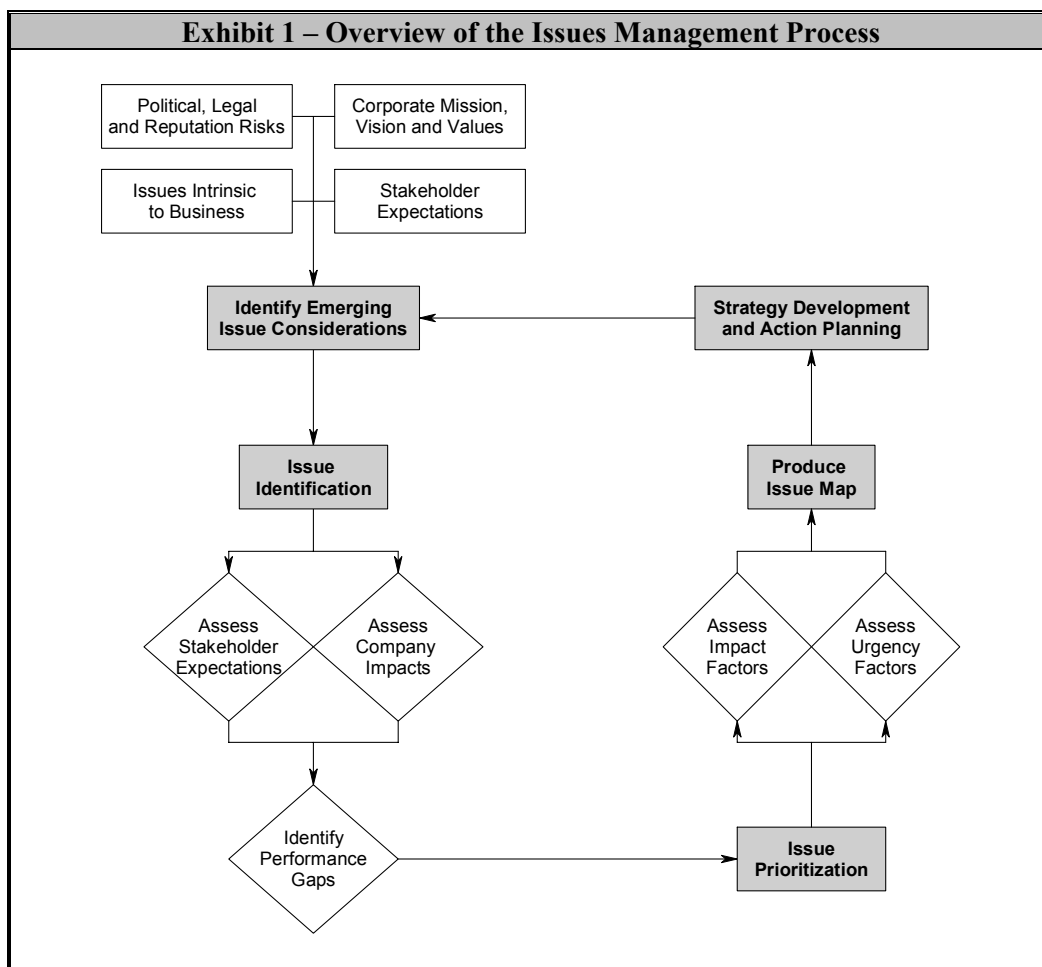 Exhibit 1 – Overview of the Issues Management Process
Political, Legal
and Reputation Risks
Corporate Mission,
Vision and Values
Issues Intrinsic
to Business
Stakeholder
Expectations
Identify Emerging
Issue Considerations
Strategy Development
and Action Planning
Issue
Identification
Produce
Issue Map
Assess
Stakeholder
Expectations
Assess
Company
Impacts
Assess
Impact
Factors
Assess
Urgency
Factors
Identify
Performance
Gaps
Issue
Prioritization